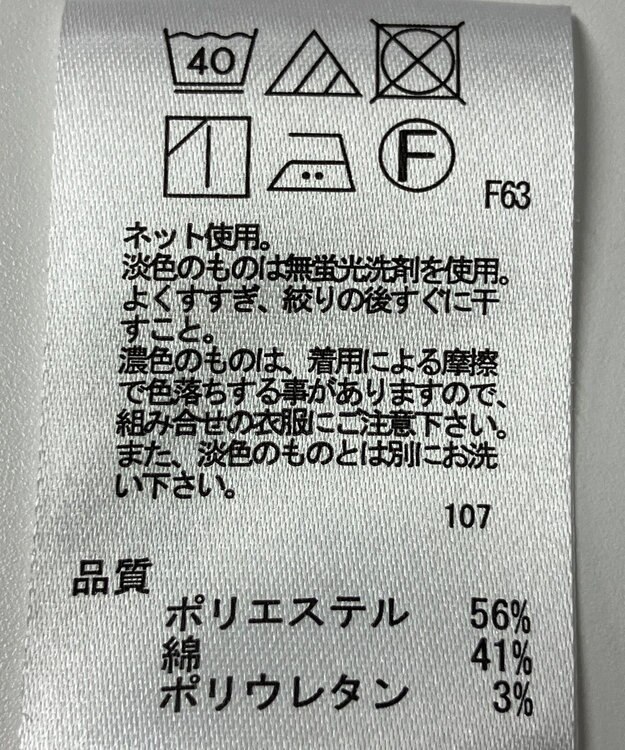 40
F
F63
ネット使用。
淡色のものは無蛍光洗剤を使用。
よくすすぎ、絞りの後すぐに干
すこと。
濃色のものは、着用による摩擦
で色落ちする事がありますので、
組み合せの衣服にご注意下さい。
また、淡色のものとは別にお洗
い下さい。
107
品質
ポリエステル 56%
綿 41%
ポリウレタン 3%